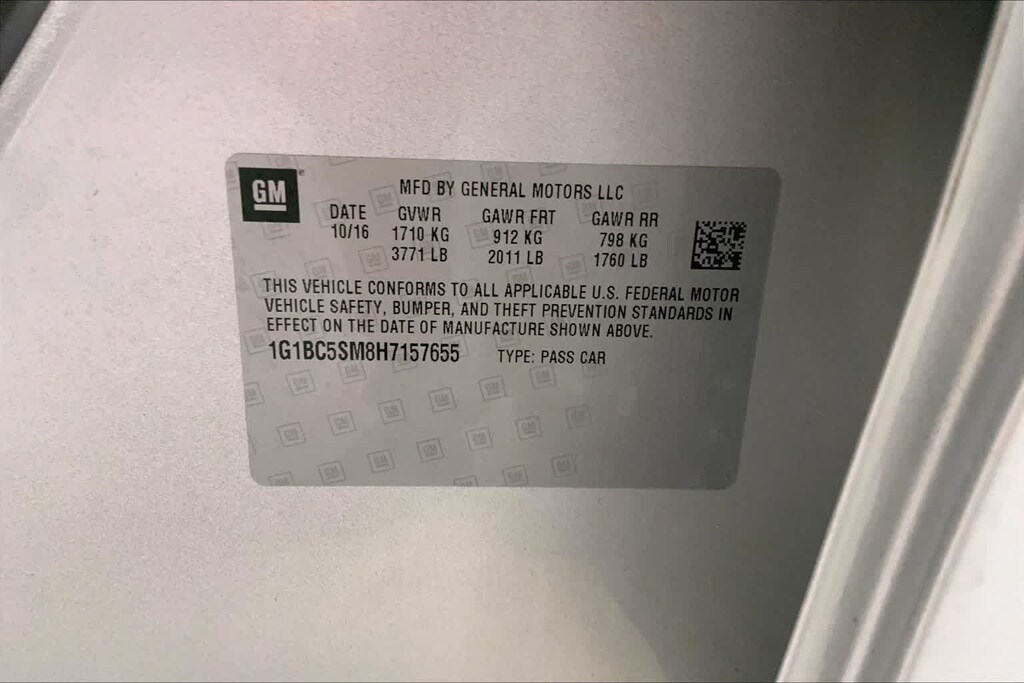 GM
MFD BY GENERAL MOTORS LLC
DATE GVWR GAWR FRT GAWR RR
10/16 1710 KG 912 KG 798 KG
3771 LB 2011 LB 1760 LB
THIS VEHICLE CONFORMS TO ALL APPLICABLE U.S. FEDERAL MOTOR
VEHICLE SAFETY, BUMPER, AND THEFT PREVENTION STANDARDS IN
EFFECT ON THE DATE OF MANUFACTURE SHOWN ABOVE.
1G1BC5SM8H7157655 TYPE: PASS CAR